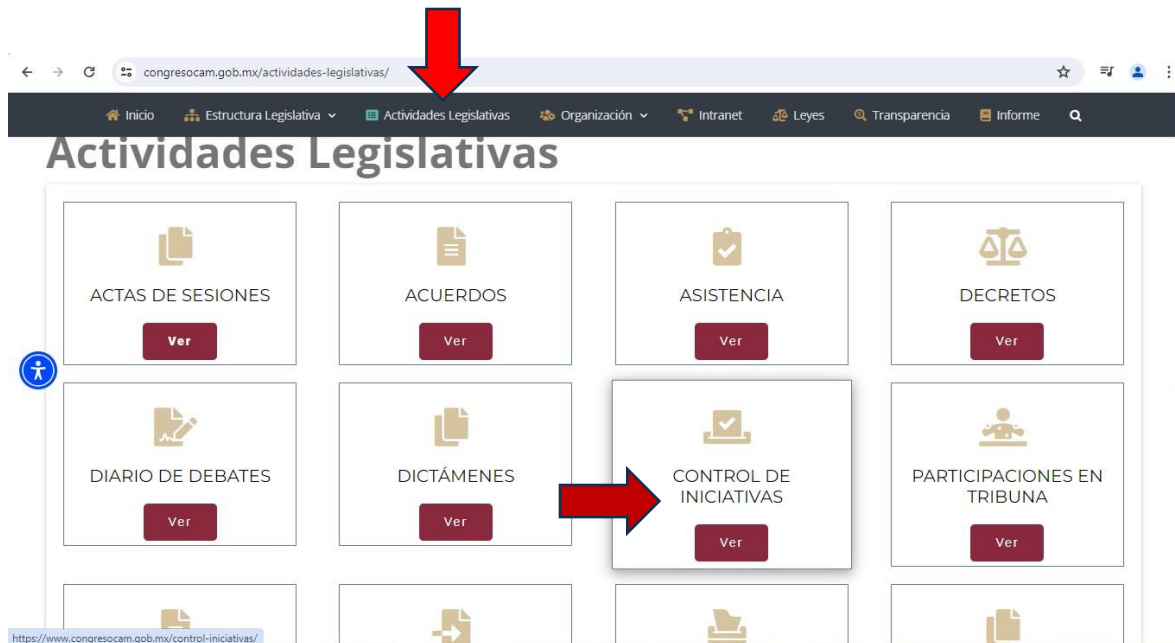 congresocam.gob.mx/actividades-legislativas/
Inicio Estructura Legislativa Actividades Legislativas Organización Intranet Leyes Transparencia Informe
Actividades Legislativas
ACTAS DE SESIONES
Ver
ACUERDOS
Ver
ASISTENCIA
Ver
DECRETOS
Ver
DIARIO DE DEBATES
Ver
DICTÁMENES
Ver
CONTROL DE
INICIATIVAS
Ver
PARTICIPACIONES EN
TRIBUNA
Ver
https://www.congresocam.gob.mx/control-iniciativas/